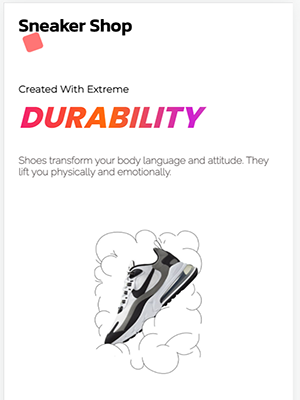 Sneaker Shop
Created With Extreme
DURABILITY
Shoes transform your body language and attitude. They
lift you physically and emotionally.